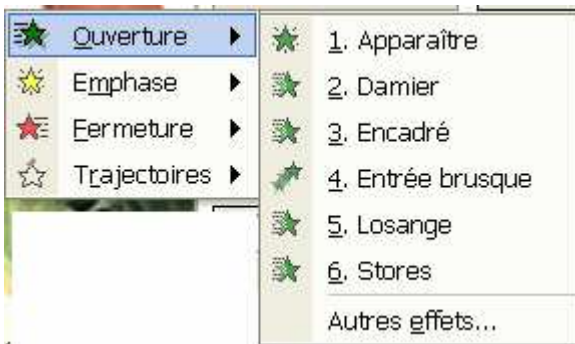 Ouverture
Emphase
Fermeture
Trajectoires
1. Apparaître
2. Damier
3. Encadré
4. Entrée brusque
5. Losange
6. Stores
Autres effets...